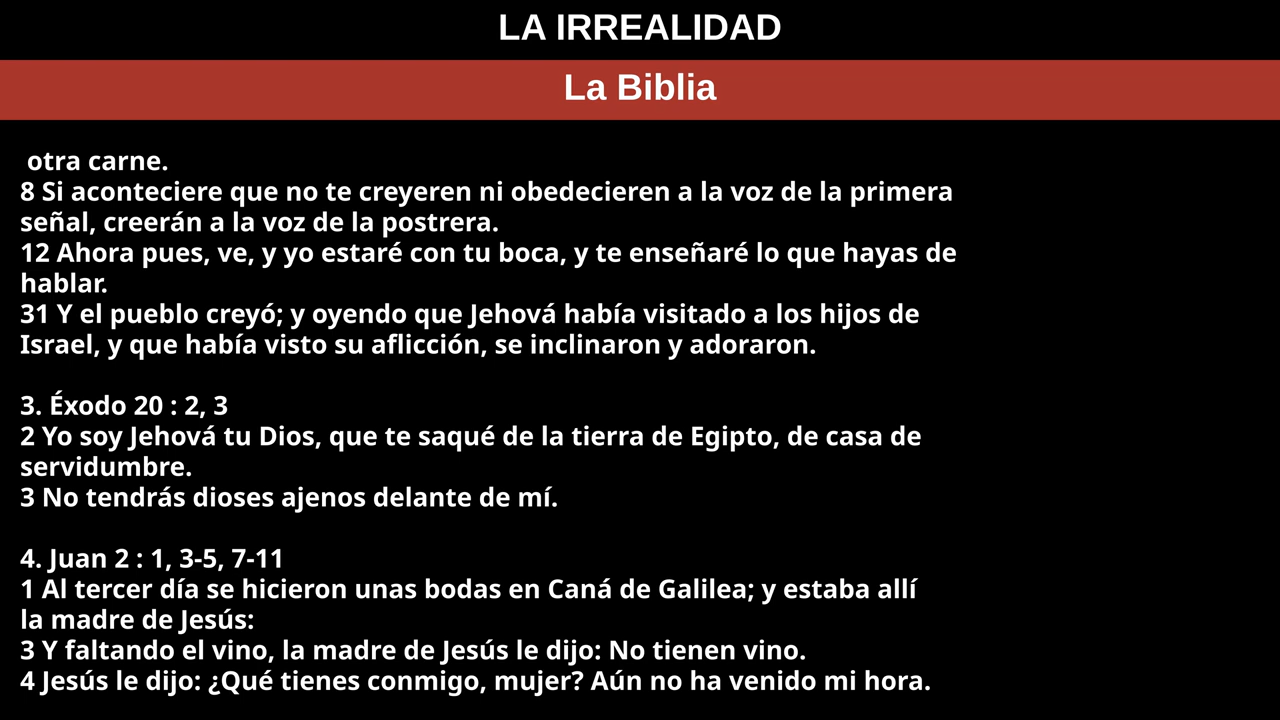 LA IRREALIDAD
La Biblia
otra carne.
8 Si aconteciere que no te creyeren ni obedecieren a la voz de la primera
señal, creerán a la voz de la postrera.
12 Ahora pues, ve, y yo estaré con tu boca, y te enseñaré lo que hayas de
hablar.
31 Y el pueblo creyó; y oyendo que Jehová había visitado a los hijos de
Israel, y que había visto su aflicción, se inclinaron y adoraron.
3. Éxodo 20 : 2, 3
2 Yo soy Jehová tu Dios, que te saqué de la tierra de Egipto, de casa de
servidumbre.
3 No tendrás dioses ajenos delante de mí.
4. Juan 2 : 1, 3-5, 7-11
1 Al tercer día se hicieron unas bodas en Caná de Galilea; y estaba allí
la madre de Jesús:
3 Y faltando el vino, la madre de Jesús le dijo: No tienen vino.
4 Jesús le dijo: ¿Qué tienes conmigo, mujer? Aún no ha venido mi hora.